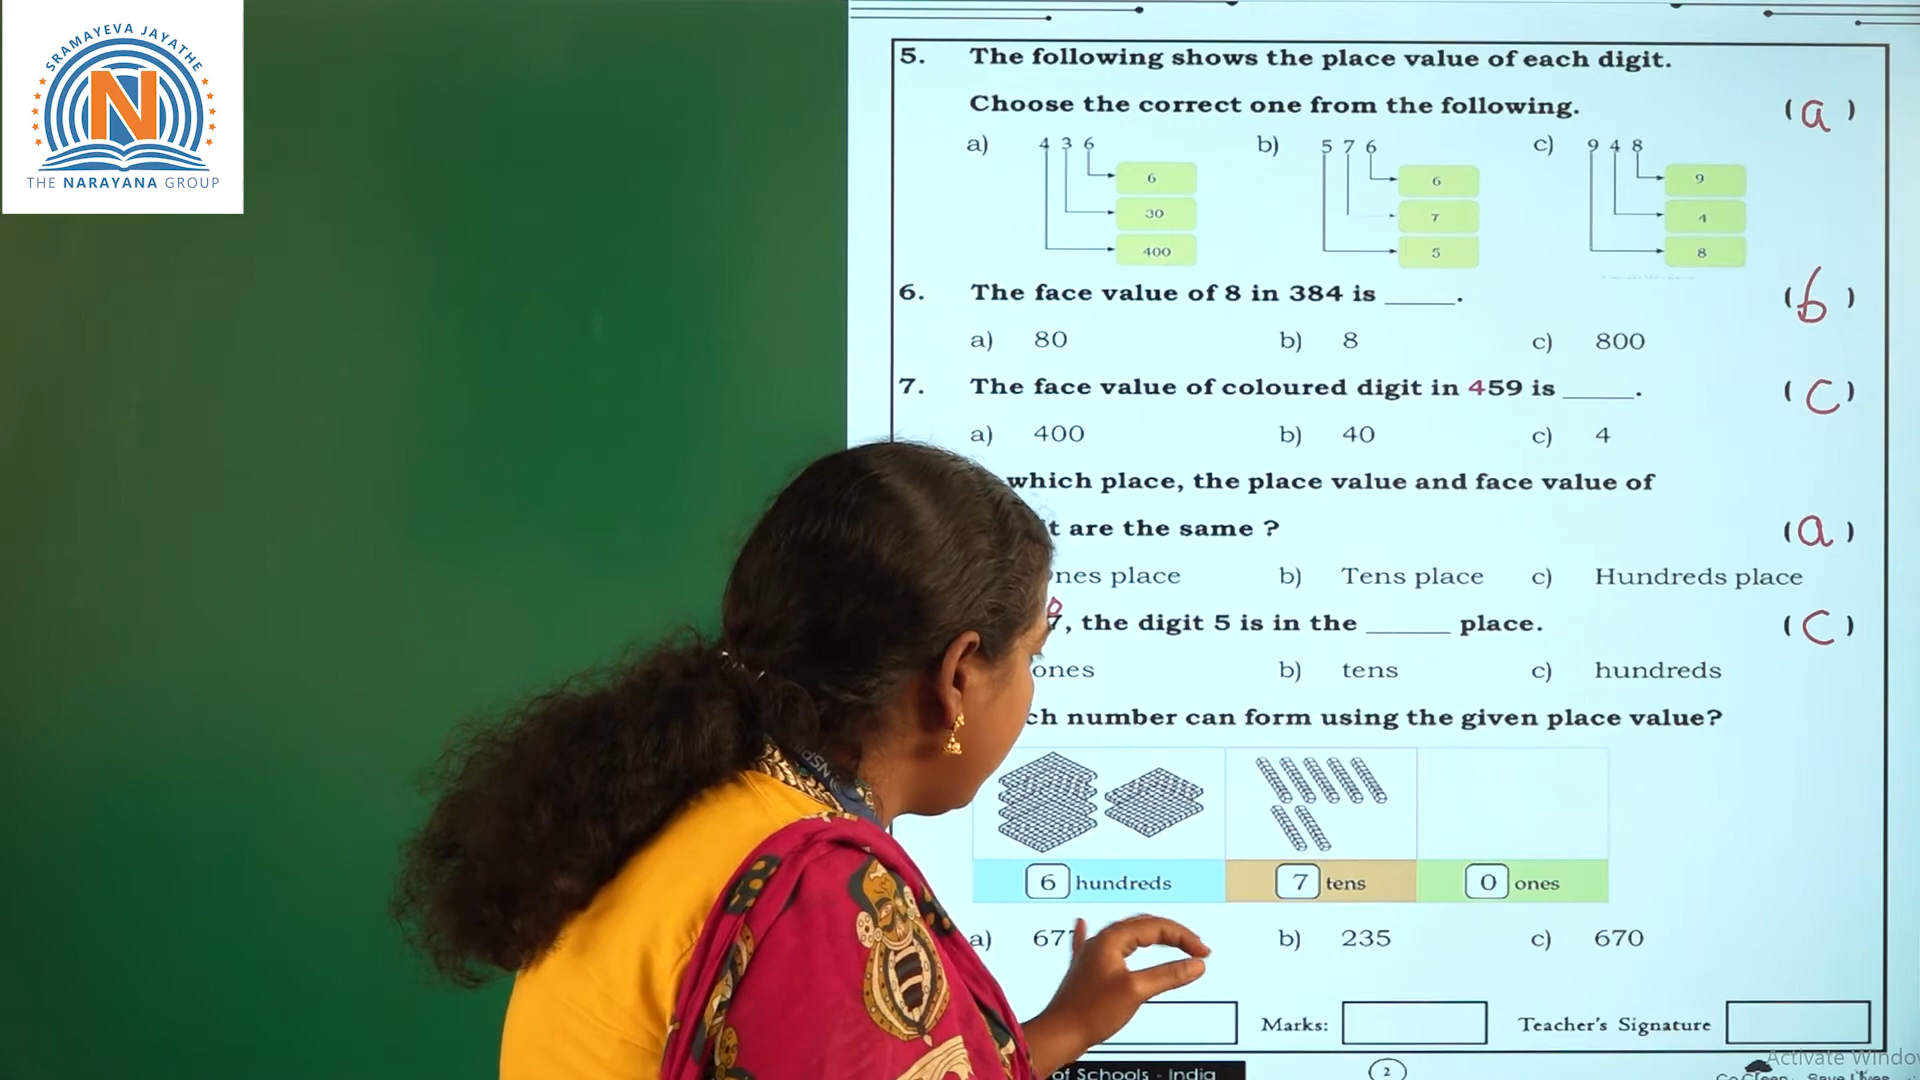 SRAMAYEVA JAYATHE
N
THE NARAYANA GROUP
5. The following shows the place value of each digit.
Choose the correct one from the following. (a)
a) 4 3 6 b) 5 7 6 c) 9 4 8
6 6 9
30 7 4
400 5 8
6. The face value of 8 in 384 is _____. (b)
a) 80 b) 8 c) 800
7. The face value of coloured digit in 459 is _____. (c)
a) 400 b) 40 c) 4
which place, the place value and face value of
are the same ? (a)
place b) Tens place c) Hundreds place
7, the digit 5 is in the ______ place. (c)
ones b) tens c) hundreds
number can form using the given place value?
6 hundreds 7 tens 0 ones
a) b) 235 c) 670
Marks: Teacher's Signature
of Schools - India 2
Activate Windo